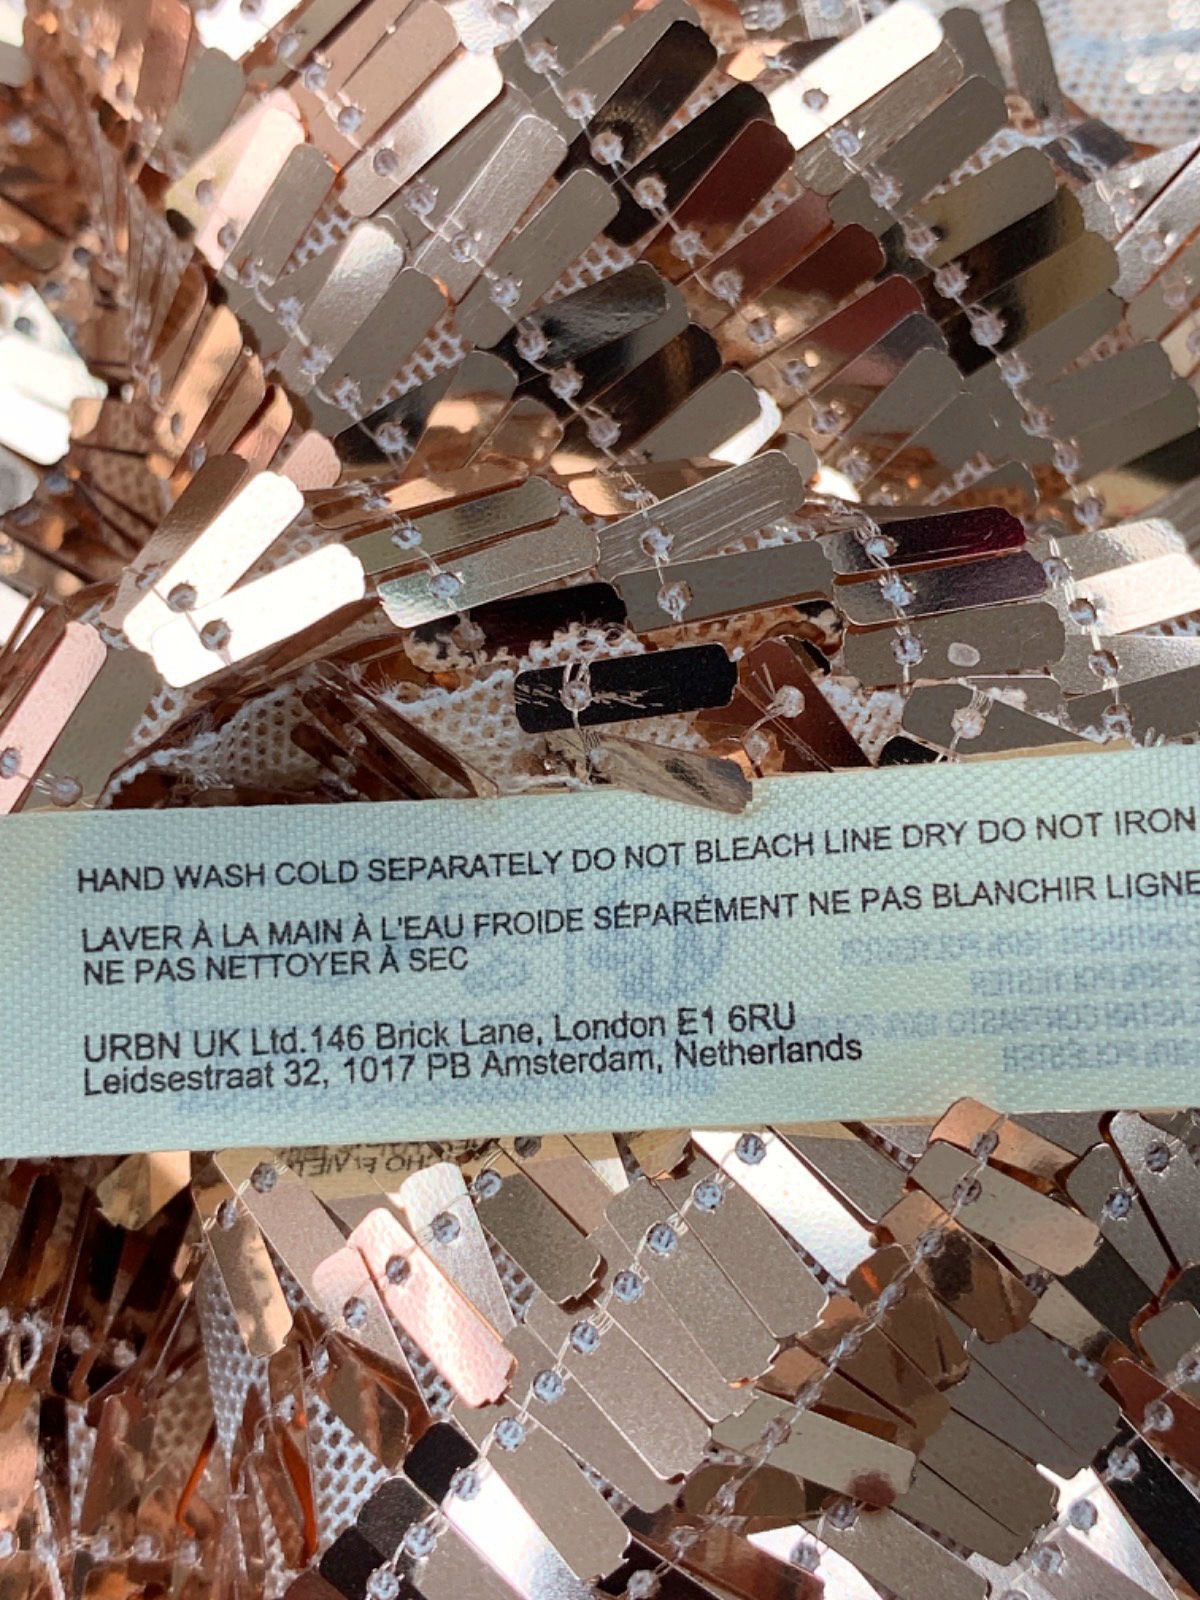 HAND WASH COLD SEPARATELY DO NOT BLEACH LINE DRY DO NOT IRON
LAVER À LA MAIN À L'EAU FROIDE SÉPARÉMENT NE PAS BLANCHIR LIGNE
NE PAS NETTOYER À SEC
URBN UK Ltd.146 Brick Lane, London E1 6RU
Leidsestraat 32, 1017 PB Amsterdam, Netherlands